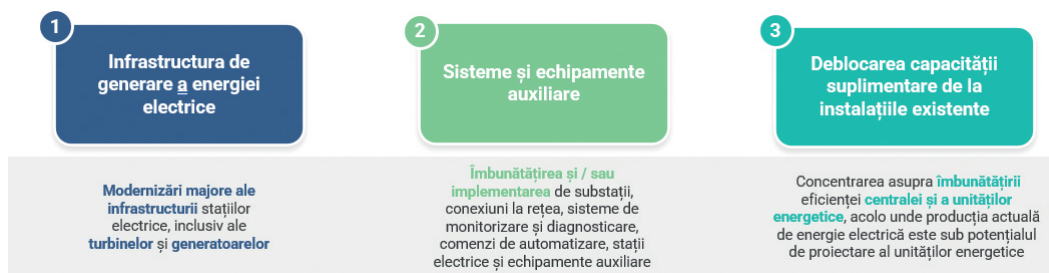 1
Infrastructura de
generare a energiei
electrice
Modernizări majore ale
infrastructurii stațiilor
electrice, inclusiv ale
turbinelor și generatoarelor
2
Sisteme și echipamente
auxiliare
Îmbunătățirea și / sau
implementarea de substații,
conexiuni la rețea, sisteme de
monitorizare și diagnosticare,
comenzi de automatizare, stații
electrice și echipamente auxiliare
3
Deblocarea capacității
suplimentare de la
instalațiile existente
Concentrarea asupra îmbunătățirii
eficienței centralei și a unităților
energetice, acolo unde producția actuală
de energie electrică este sub potențialul
de proiectare al unităților energetice